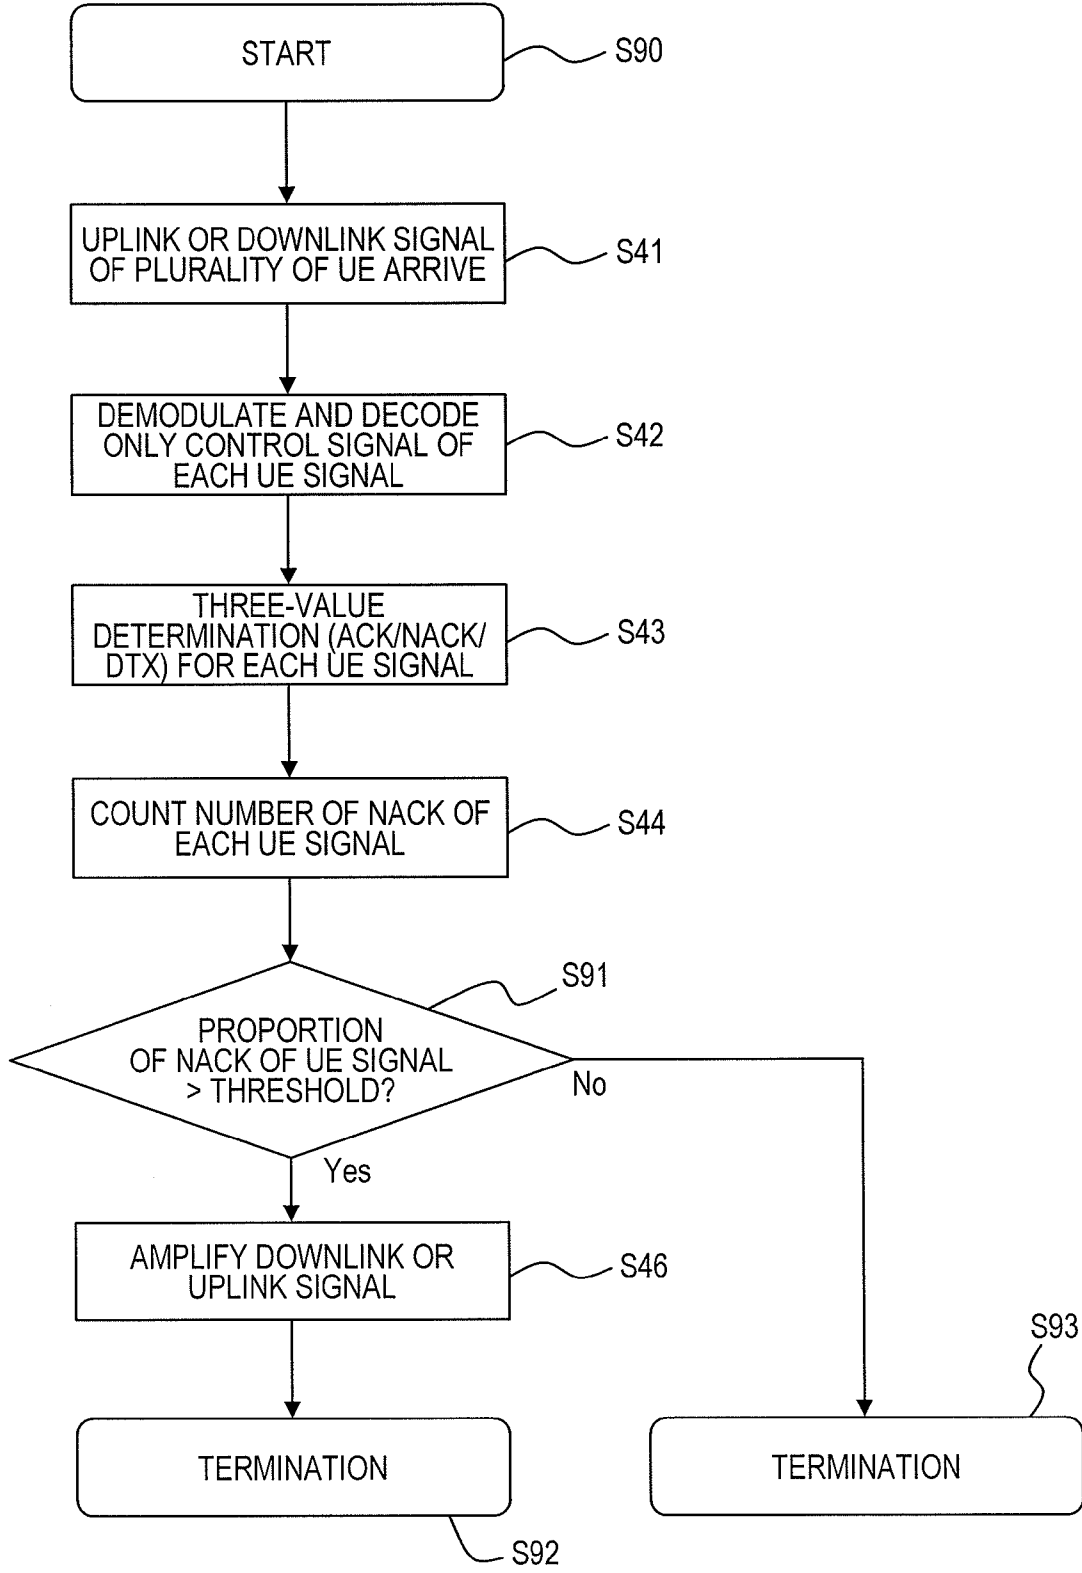 START
S90
UPLINK OR DOWNLINK SIGNAL
OF PLURALITY OF UE ARRIVE
S41
DEMODULATE AND DECODE
ONLY CONTROL SIGNAL OF
EACH UE SIGNAL
S42
THREE-VALUE
DETERMINATION (ACK/NACK/
DTX) FOR EACH UE SIGNAL
S43
COUNT NUMBER OF NACK OF
EACH UE SIGNAL
S44
S91
PROPORTION
OF NACK OF UE SIGNAL
> THRESHOLD?
No
Yes
AMPLIFY DOWNLINK OR
UPLINK SIGNAL
S46
S93
TERMINATION
TERMINATION
S92